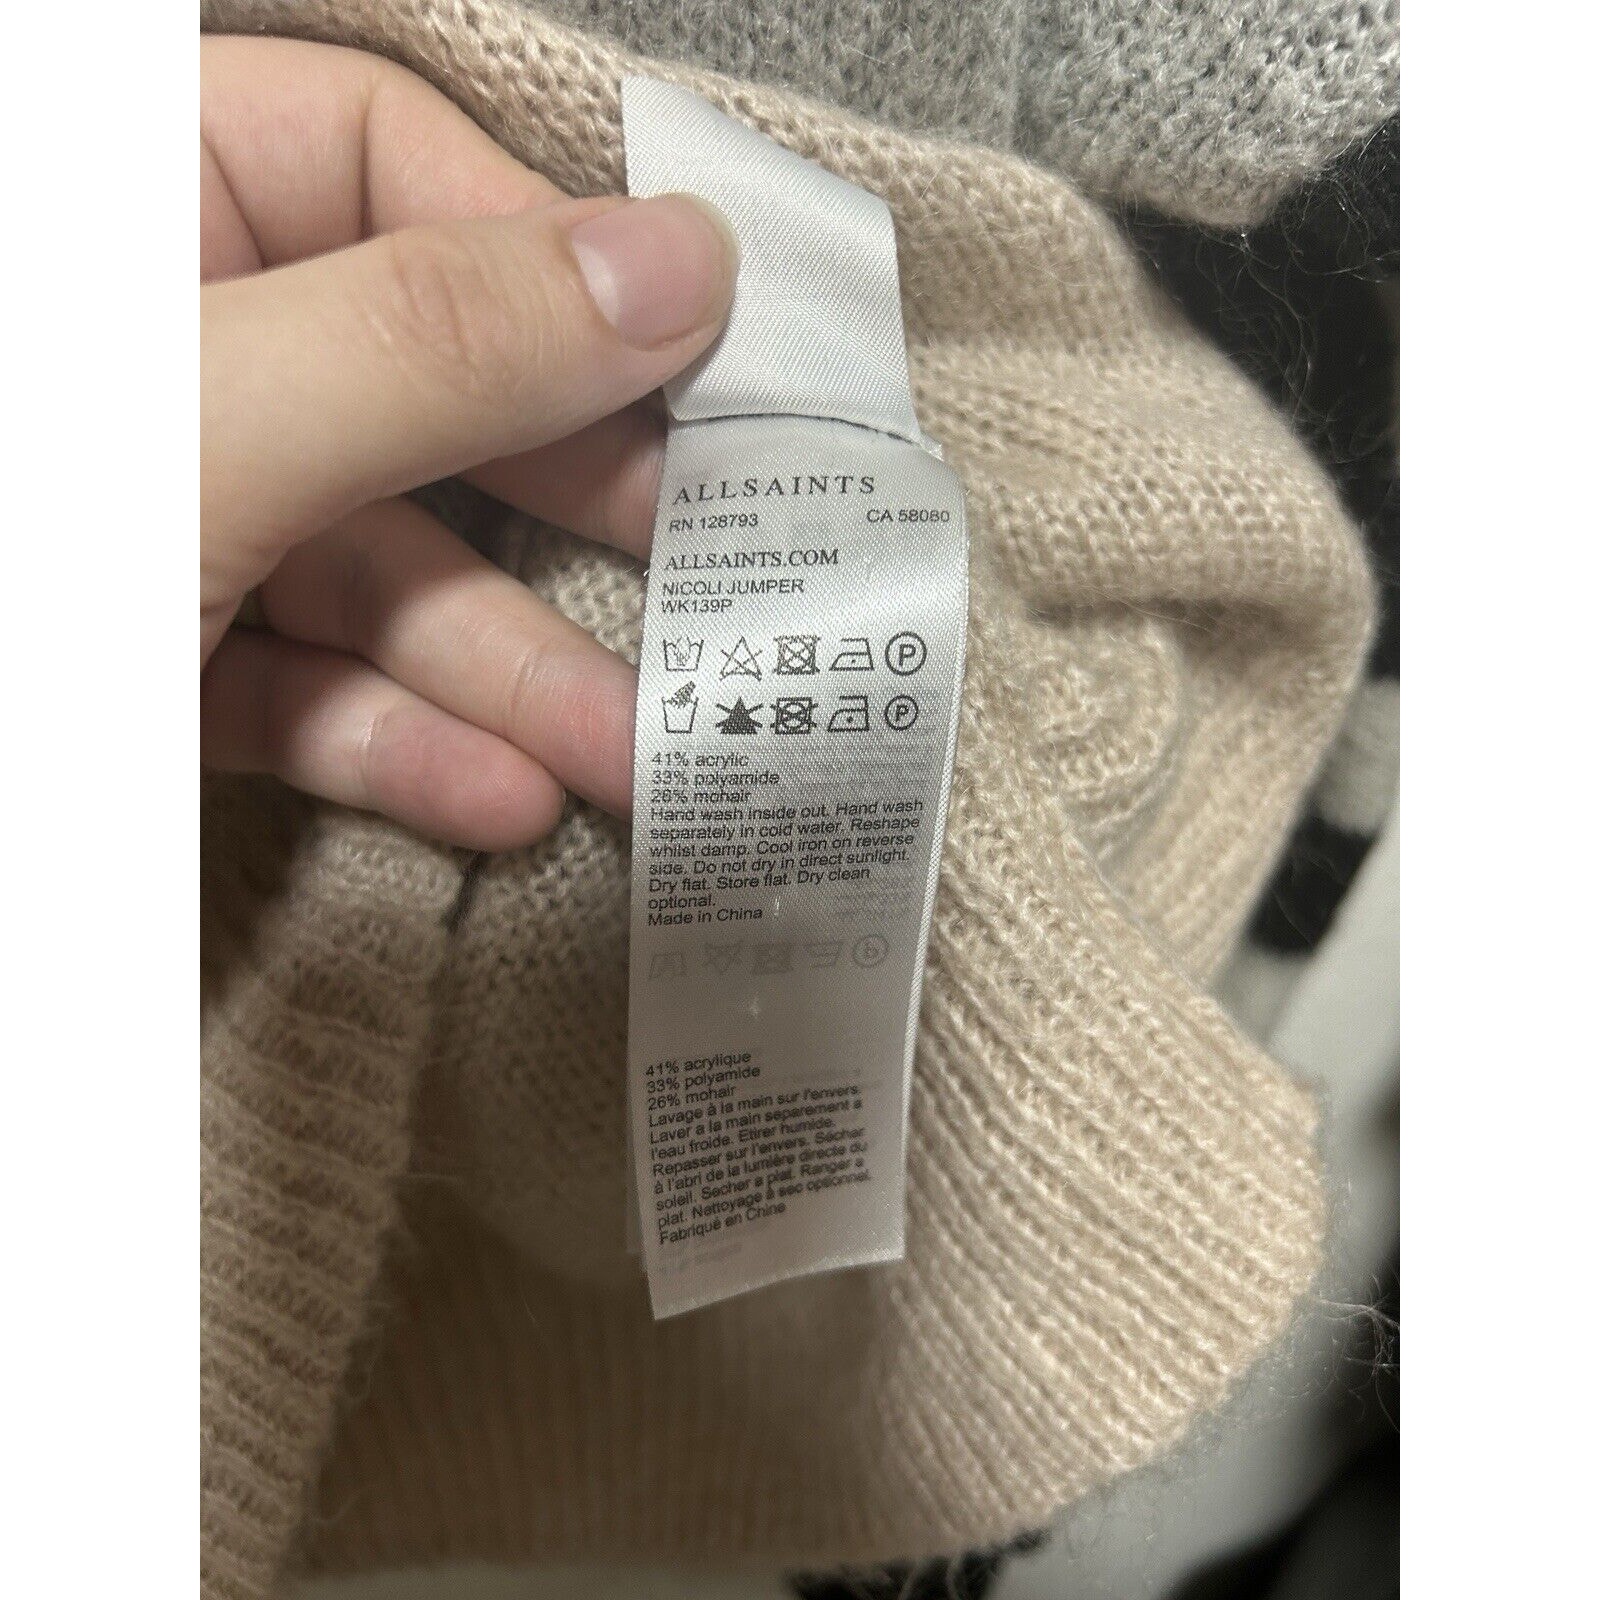 ALLSAINTS
RN 128793 CA 58080
ALLSAINTS.COM
NICOLI JUMPER
WK139P
P
P
41% acrylic
33% polyamide
26% mohair
Hand wash inside out. Hand wash
separately in cold water. Reshape
whilst damp. Cool iron on reverse
side. Do not dry in direct sunlight.
Dry flat. Store flat. Dry clean
optional.
Made in China
41% acrylique
33% polyamide
26% mohair
Lavage à la main sur l'envers
Laver a la main separement a
l'eau froide. Etirer humide.
Repasser sur l'envers. Sécher
à l'abri de la lumière directe du
soleil. Secher a plat. Ranger a
plat. Nettoyage à sec optionnel.
Fabriqué en Chine